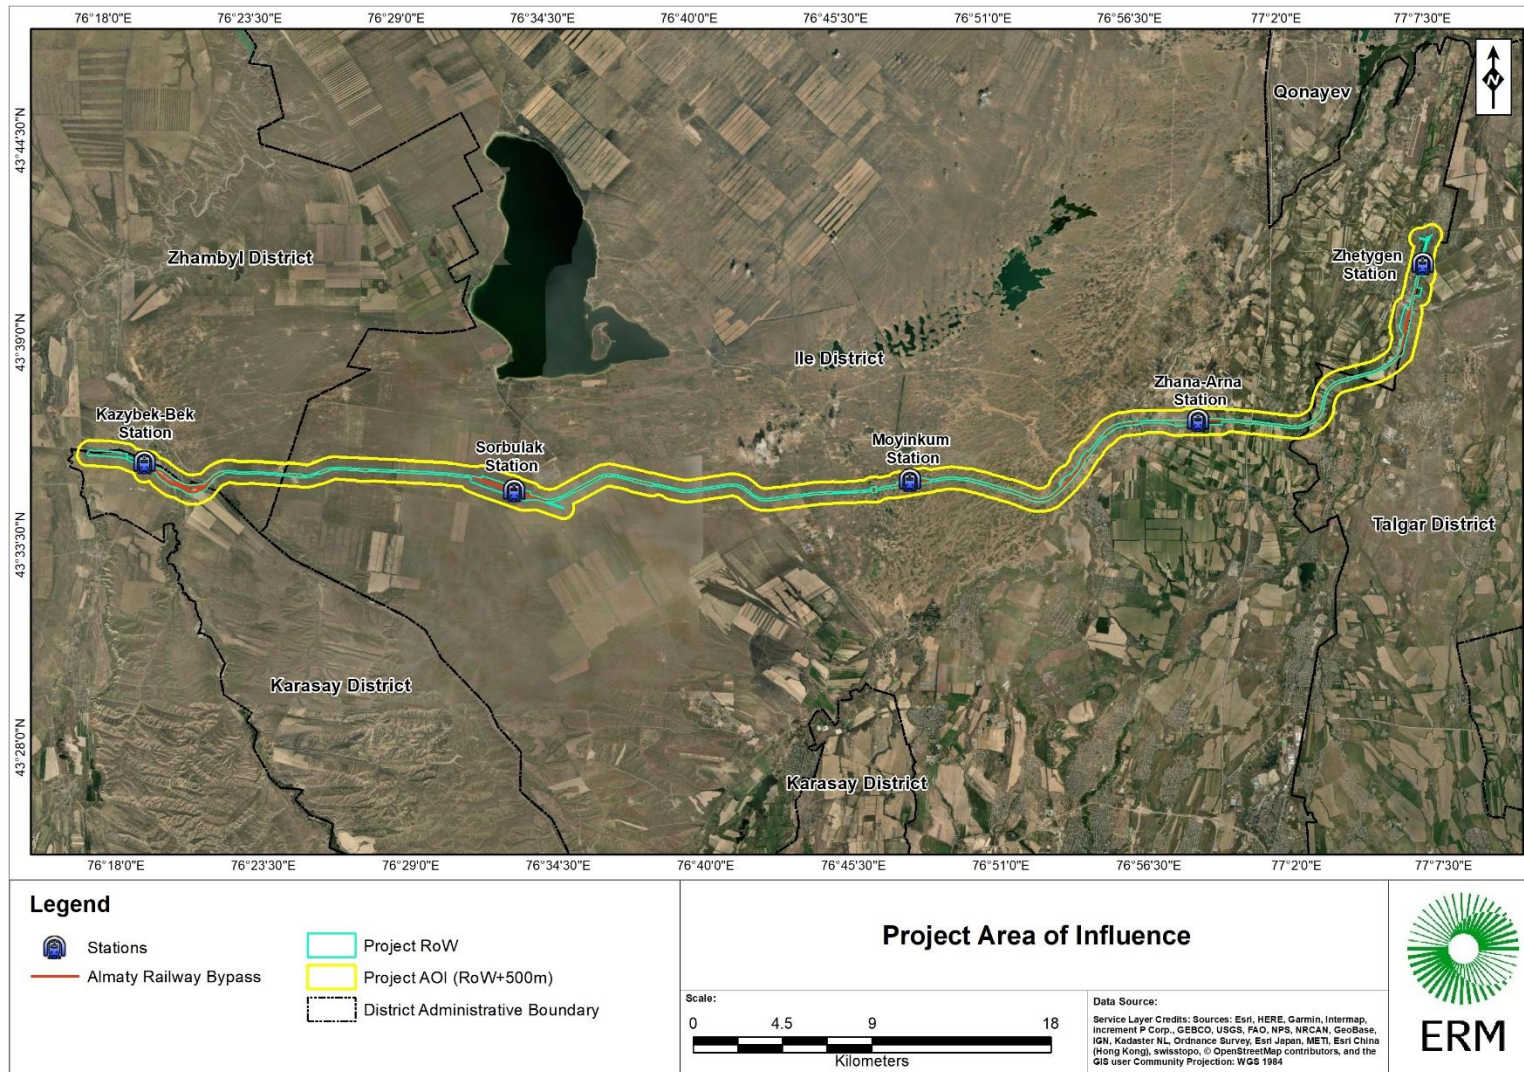 76°18'0"E 76°23'30"E 76°29'0"E 76°34'30"E 76°40'0"E 76°45'30"E 76°51'0"E 76°56'30"E 77°2'0"E 77°7'30"E
43°44'30"N
43°39'0"N
43°33'30"N
43°28'0"N
N
Qonayev
Zhambyl District
Zhetygen
Station
Ile District
Zhana-Arna
Station
Kazybek-Bek
Station
Sorbulak
Station
Moyinkum
Station
Talgar District
Karasay District
Karasay District
76°18'0"E 76°23'30"E 76°29'0"E 76°34'30"E 76°40'0"E 76°45'30"E 76°51'0"E 76°56'30"E 77°2'0"E 77°7'30"E
Legend
Stations
Almaty Railway Bypass
Project RoW
Project AOI (RoW+500m)
District Administrative Boundary
Project Area of Influence
Scale:
0 4.5 9 18
Kilometers
Data Source:
Service Layer Credits: Sources: Esri, HERE, Garmin, Intermap,
increment P Corp., GEBCO, USGS, FAO, NPS, NRCAN, GeoBase,
IGN, Kadaster NL, Ordnance Survey, Esri Japan, METI, Esri China
(Hong Kong), swisstopo, © OpenStreetMap contributors, and the
GIS user Community Projection: WGS 1984
ERM